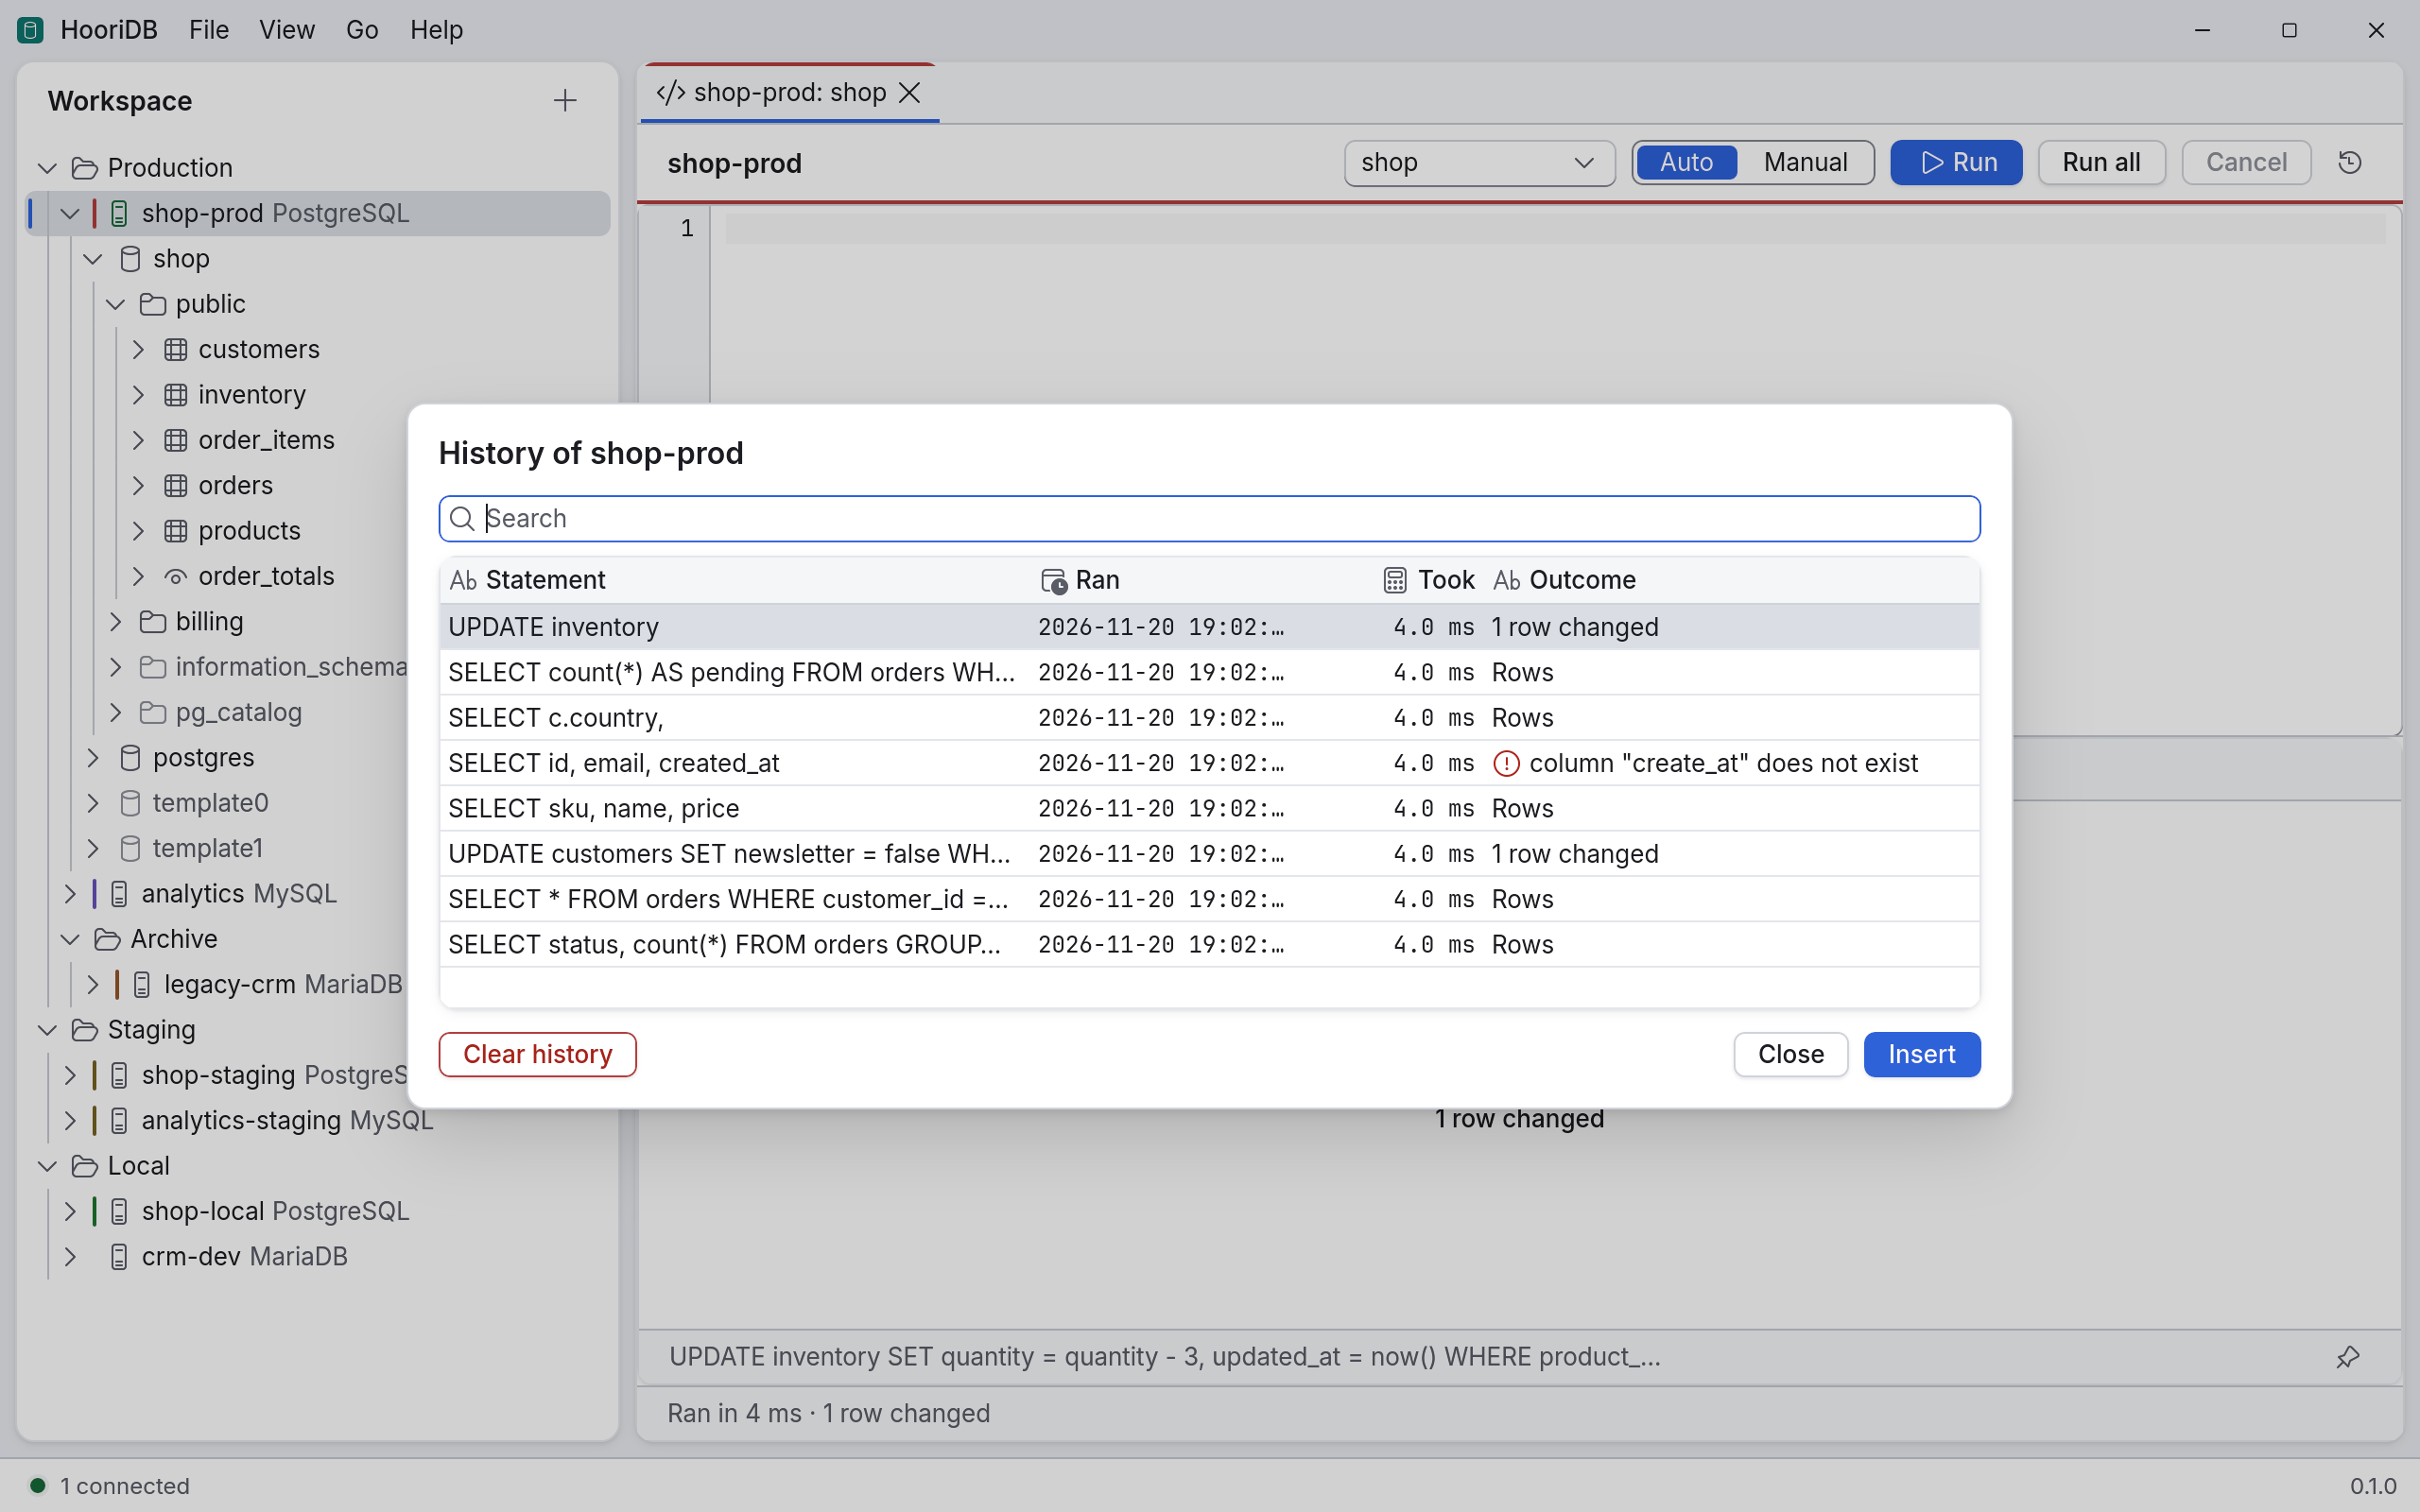 HooriDB File View Go Help
Workspace
Production
shop-prod PostgreSQL
shop
public
customers
inventory
order_items
orders
products
order_totals
billing
information_schema
pg_catalog
postgres
template0
template1
analytics MySQL
Archive
legacy-crm MariaDB
Staging
shop-staging PostgreS
analytics-staging MySQL
Local
shop-local PostgreSQL
crm-dev MariaDB
shop-prod: shop
shop-prod shop Auto Manual Run Run all Cancel
1
History of shop-prod
Search
Ab Statement Ran Took Ab Outcome
UPDATE inventory 2026-11-20 19:02:… 4.0 ms 1 row changed
SELECT count(*) AS pending FROM orders WH... 2026-11-20 19:02:… 4.0 ms Rows
SELECT c.country, 2026-11-20 19:02:… 4.0 ms Rows
SELECT id, email, created_at 2026-11-20 19:02:… 4.0 ms column "create_at" does not exist
SELECT sku, name, price 2026-11-20 19:02:… 4.0 ms Rows
UPDATE customers SET newsletter = false WH... 2026-11-20 19:02:… 4.0 ms 1 row changed
SELECT * FROM orders WHERE customer_id =... 2026-11-20 19:02:… 4.0 ms Rows
SELECT status, count(*) FROM orders GROUP... 2026-11-20 19:02:… 4.0 ms Rows
Clear history Close Insert
1 row changed
UPDATE inventory SET quantity = quantity - 3, updated_at = now() WHERE product_...
Ran in 4 ms · 1 row changed
1 connected 0.1.0